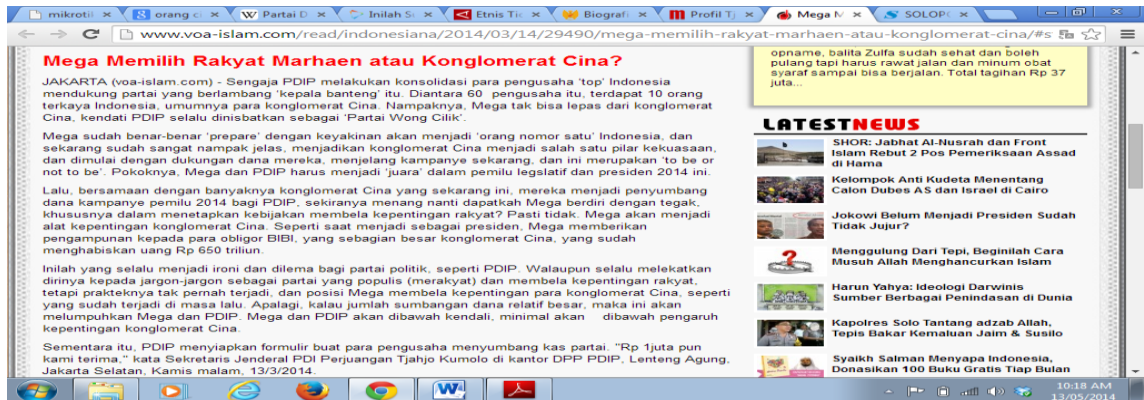 mikroti
orang c
Partai D
Inilah S
Etnis Ti
Biografi
Profil Tj
Mega M
SOLOP
www.voa-islam.com/read/indonesiana/2014/03/14/29490/mega-memilih-rakyat-marhaen-atau-konglomerat-cina/#s
Mega Memilih Rakyat Marhaen atau Konglomerat Cina?
JAKARTA (voa-islam.com) - Sengaja PDIP melakukan konsolidasi para pengusaha 'top' Indonesia
mendukung partai yang berlambang 'kepala banteng' itu. Diantara 60 pengusaha itu, terdapat 10 orang
terkaya Indonesia, umumnya para konglomerat Cina. Nampaknya, Mega tak bisa lepas dari konglomerat
Cina, kendati PDIP selalu dinisbatkan sebagai 'Partai Wong Cilik'.
Mega sudah benar-benar 'prepare' dengan keyakinan akan menjadi 'orang nomor satu' Indonesia, dan
sekarang sudah sangat nampak jelas, menjadikan konglomerat Cina menjadi salah satu pilar kekuasaan,
dan dimulai dengan dukungan dana mereka, menjelang kampanye sekarang, dan ini merupakan 'to be or
not to be'. Pokoknya, Mega dan PDIP harus menjadi 'juara' dalam pemilu legslatif dan presiden 2014 ini.
Lalu, bersamaan dengan banyaknya konglomerat Cina yang sekarang ini, mereka menjadi penyumbang
dana kampanye pemilu 2014 bagi PDIP, sekiranya menang nanti dapatkah Mega berdiri dengan tegak,
khususnya dalam menetapkan kebijakan membela kepentingan rakyat? Pasti tidak. Mega akan menjadi
alat kepentingan konglomerat Cina. Seperti saat menjadi sebagai presiden, Mega memberikan
pengampunan kepada para obligor BIBI, yang sebagian besar konglomerat Cina, yang sudah
menghabiskan uang Rp 650 triliun.
Inilah yang selalu menjadi ironi dan dilema bagi partai politik, seperti PDIP. Walaupun selalu melekatkan
dirinya kepada jargon-jargon sebagai partai yang populis (merakyat) dan membela kepentingan rakyat,
tetapi prakteknya tak pernah terjadi, dan posisi Mega membela kepentingan para konglomerat Cina, seperti
yang sudah terjadi di masa lalu. Apalagi, kalau jumlah sumbangan dana relatif besar, maka ini akan
melumpuhkan Mega dan PDIP. Mega dan PDIP akan dibawah kendali, minimal akan dibawah pengaruh
kepentingan konglomerat Cina.
Sementara itu, PDIP menyiapkan formulir buat para pengusaha menyumbang kas partai. "Rp 1juta pun
kami terima," kata Sekretaris Jenderal PDI Perjuangan Tjahjo Kumolo di kantor DPP PDIP, Lenteng Agung,
Jakarta Selatan, Kamis malam, 13/3/2014.
opname, balita Zulfa sudah sehat dan boleh
pulang tapi harus rawat jalan dan minum obat
syaraf sampai bisa berjalan. Total tagihan Rp 37
juta...
LATESTNEWS
SHOR: Jabhat Al-Nusrah dan Front
Islam Rebut 2 Pos Pemeriksaan Assad
di Hama
Kelompok Anti Kudeta Menentang
Calon Dubes AS dan Israel di Cairo
Jokowi Belum Menjadi Presiden Sudah
Tidak Jujur?
Menggulung Dari Tepi, Beginilah Cara
Musuh Allah Menghancurkan Islam
Harun Yahya: Ideologi Darwinis
Sumber Berbagai Penindasan di Dunia
Kapolres Solo Tantang adzab Allah,
Tepis Bakar Kemaluan Jaim & Susilo
Syaikh Salman Menyapa Indonesia,
Donasikan 100 Buku Gratis Tiap Bulan
10:18 AM
13/05/2014